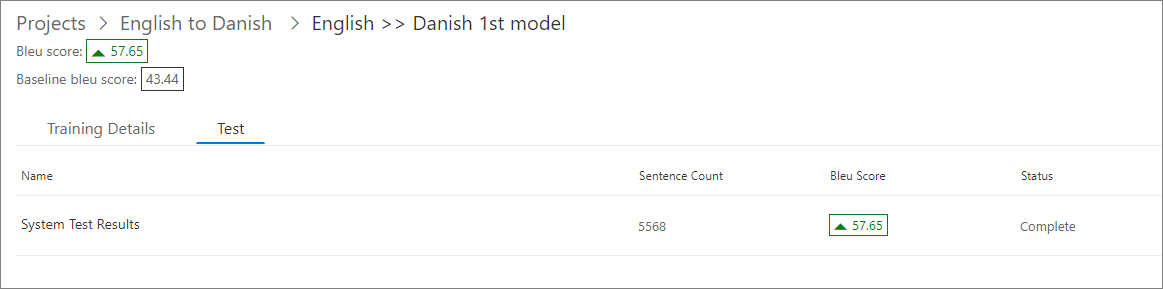 Projects > English to Danish > English >> Danish 1st model
Bleu score: ▲ 57.65
Baseline bleu score: 43.44
Training Details Test
Name Sentence Count Bleu Score Status
System Test Results 5568 ▲ 57.65 Complete